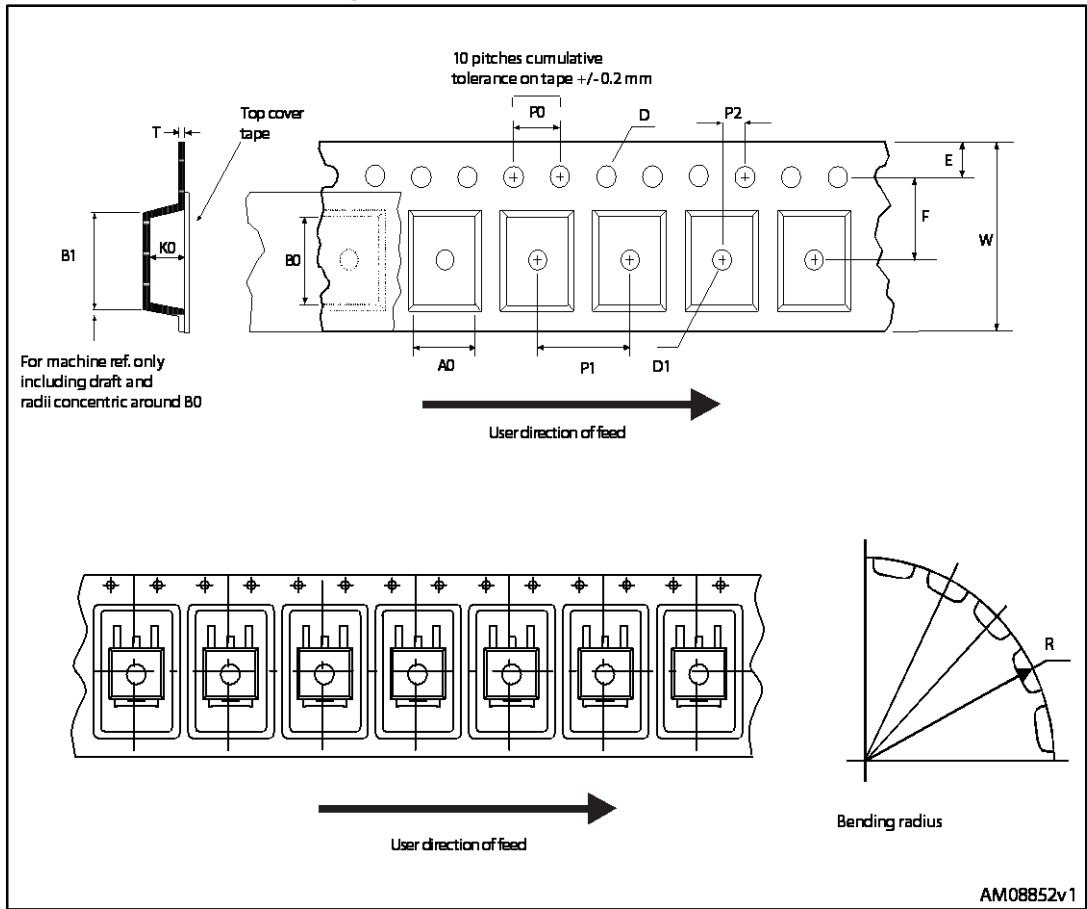 10 pitches cumulative
tolerance on tape +/- 0.2 mm
Top cover
tape
T
P0
D
P2
E
F
W
B1
K0
B0
For machine ref. only
including draft and
radii concentric around B0
A0
P1
D1
User direction of feed
R
Bending radius
User direction of feed
AM08852v1